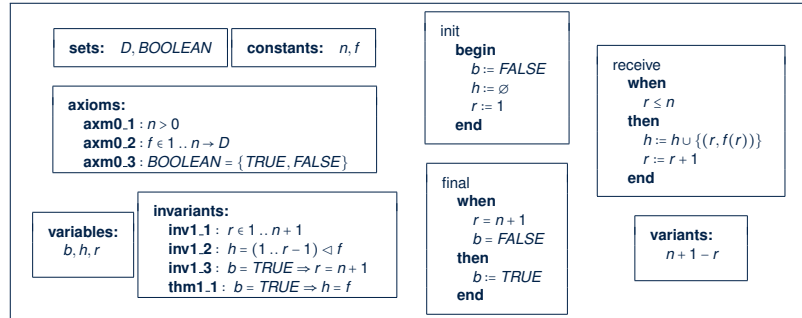 sets: D, BOOLEAN
constants: n, f
axioms:
axm0_1 : n > 0
axm0_2 : f ∈ 1 .. n → D
axm0_3 : BOOLEAN = {TRUE, FALSE}
variables:
b, h, r
invariants:
inv1_1 : r ∈ 1 .. n + 1
inv1_2 : h = (1 .. r − 1) ◁ f
inv1_3 : b = TRUE ⇒ r = n + 1
thm1_1 : b = TRUE ⇒ h = f
init
begin
b := FALSE
h := ∅
r := 1
end
final
when
r = n + 1
b = FALSE
then
b := TRUE
end
receive
when
r ≤ n
then
h := h ∪ {(r, f(r))}
r := r + 1
end
variants:
n + 1 − r